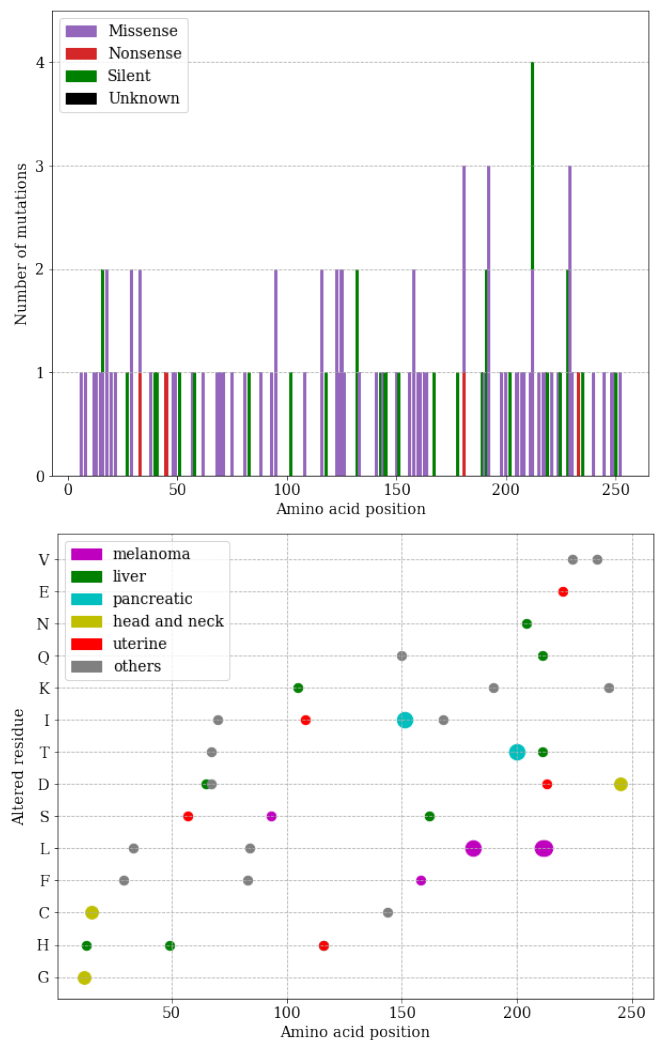 Missense
Nonsense
Silent
Unknown
4
3
2
1
0
Number of mutations
0 50 100 150 200 250
Amino acid position
melanoma
liver
pancreatic
head and neck
uterine
others
V
E
N
Q
K
I
T
D
S
L
F
C
H
G
Altered residue
50 100 150 200 250
Amino acid position